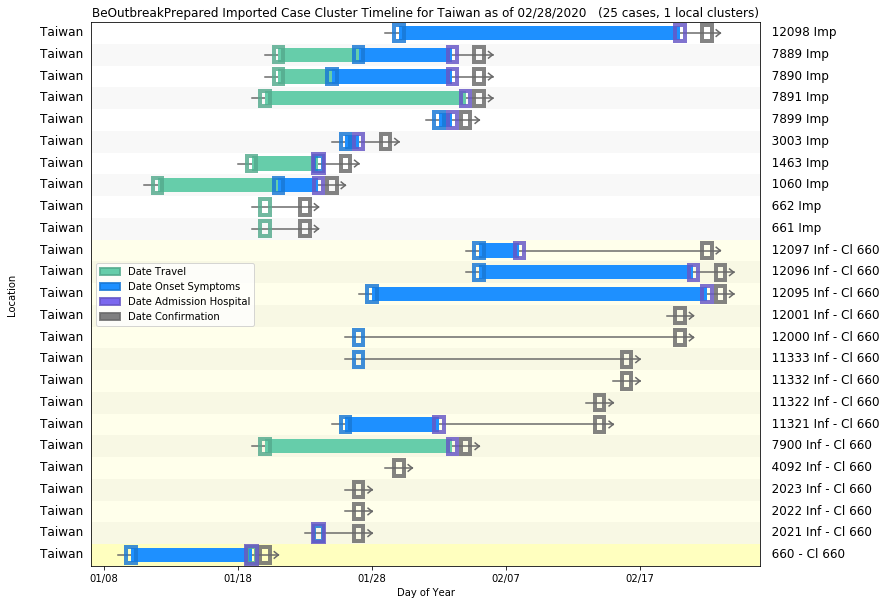 BeOutbreakPrepared Imported Case Cluster Timeline for Taiwan as of 02/28/2020   (25 cases, 1 local clusters)
Taiwan 12098 Imp
Taiwan 7889 Imp
Taiwan 7890 Imp
Taiwan 7891 Imp
Taiwan 7899 Imp
Taiwan 3003 Imp
Taiwan 1463 Imp
Taiwan 1060 Imp
Taiwan 662 Imp
Taiwan 661 Imp
Taiwan 12097 Inf - Cl 660
Taiwan 12096 Inf - Cl 660
Taiwan 12095 Inf - Cl 660
Taiwan 12001 Inf - Cl 660
Taiwan 12000 Inf - Cl 660
Taiwan 11333 Inf - Cl 660
Taiwan 11332 Inf - Cl 660
Taiwan 11322 Inf - Cl 660
Taiwan 11321 Inf - Cl 660
Taiwan 7900 Inf - Cl 660
Taiwan 4092 Inf - Cl 660
Taiwan 2023 Inf - Cl 660
Taiwan 2022 Inf - Cl 660
Taiwan 2021 Inf - Cl 660
Taiwan 660 - Cl 660
Date Travel
Date Onset Symptoms
Date Admission Hospital
Date Confirmation
Location
01/08 01/18 01/28 02/07 02/17
Day of Year